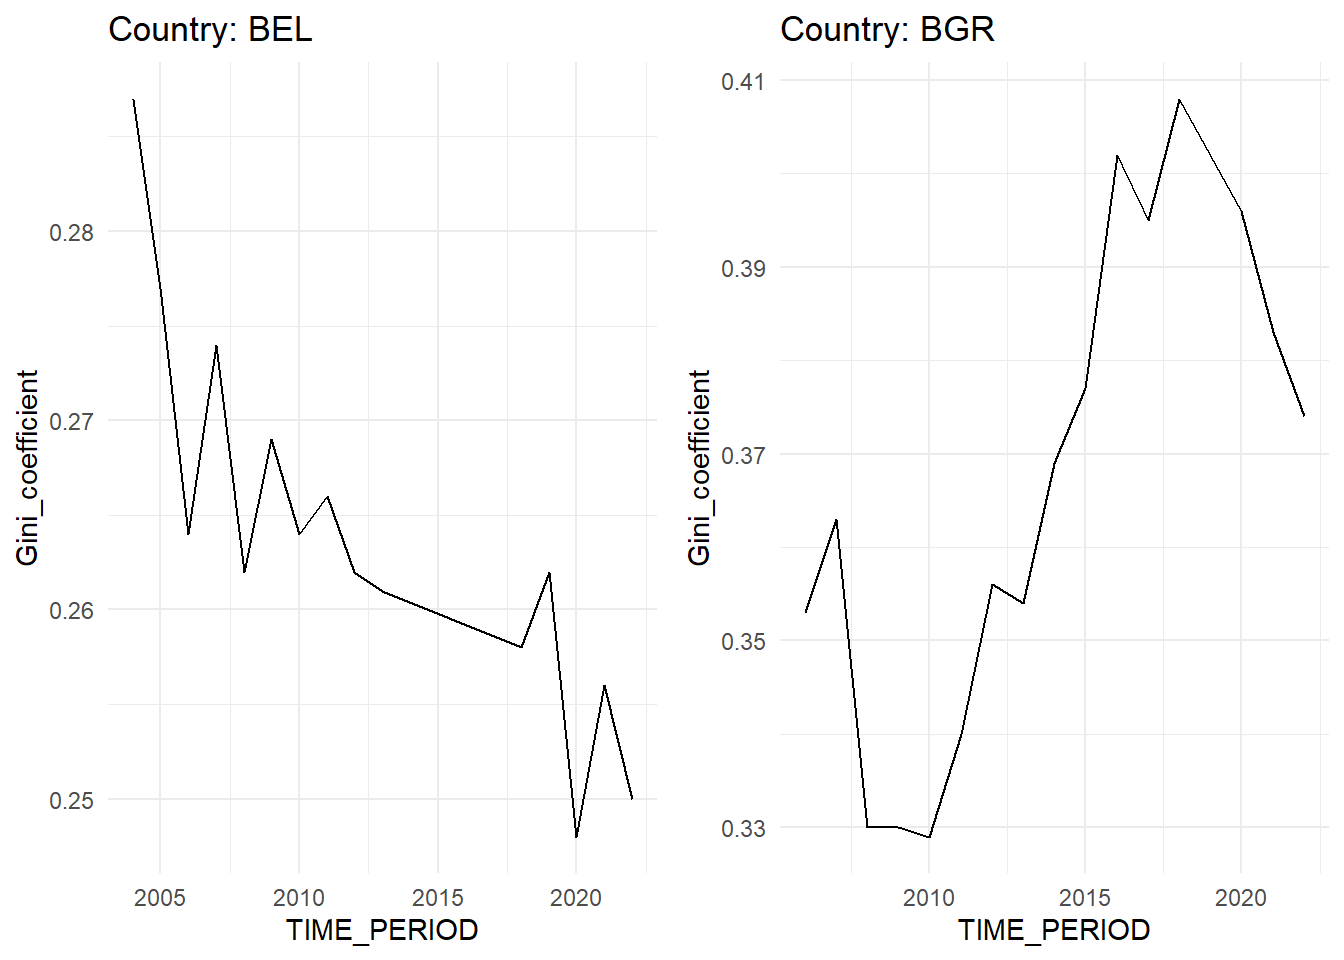 Country: BEL
Gini_coefficient
0.28
0.27
0.26
0.25
2005 2010 2015 2020
TIME_PERIOD
Country: BGR
Gini_coefficient
0.41
0.39
0.37
0.35
0.33
2010 2015 2020
TIME_PERIOD